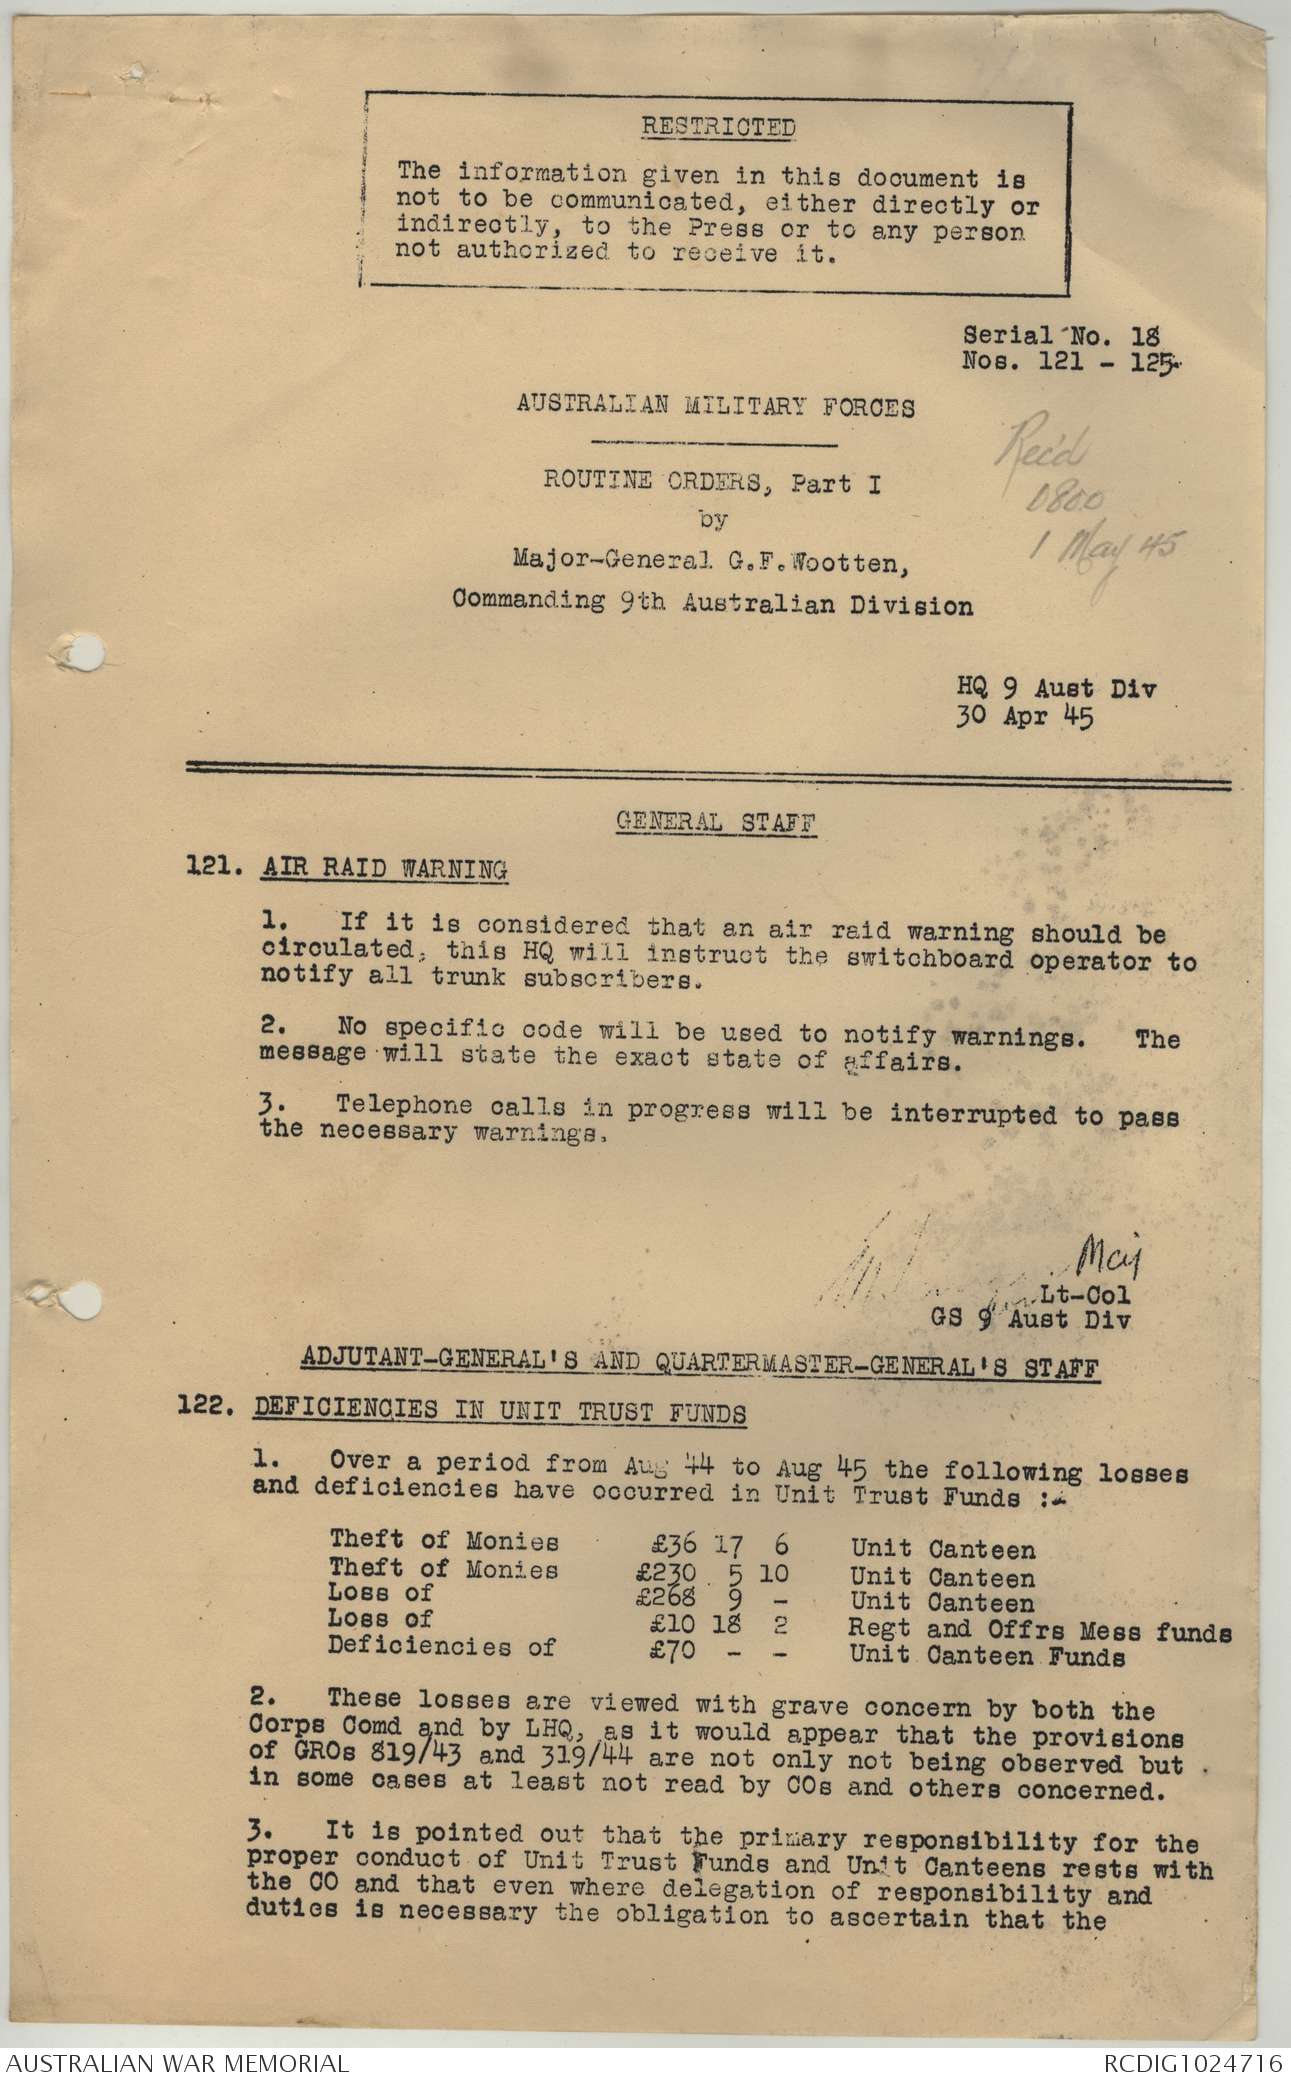 RESTRICTED
The information given in this document is
not to be communicated, either directly or
indirectly, to the Press or to any person
not authorized to receive it.
Serial No. 18
Nos. 121 - 125.
AUSTRALIAN MILITARY FORCES
ROUTINE ORDERS, Part I
by
Major-General G.F.Wootten,
Commanding 9th Australian Division
Rec'd
0800
1 May 45
HQ 9 Aust Div
30 Apr 45
GENERAL STAFF
121. AIR RAID WARNING
1. If it is considered that an air raid warning should be
circulated, this HQ will instruct the switchboard operator to
notify all trunk subscribers.
2. No specific code will be used to notify warnings. The
message will state the exact state of affairs.
3. Telephone calls in progress will be interrupted to pass
the necessary warnings.
Maj
Lt-Col
GS 9 Aust Div
ADJUTANT-GENERAL'S AND QUARTERMASTER-GENERAL'S STAFF
122. DEFICIENCIES IN UNIT TRUST FUNDS
1. Over a period from Aug 44 to Aug 45 the following losses
and deficiencies have occurred in Unit Trust Funds :-
Theft of Monies £36 17 6 Unit Canteen
Theft of Monies £230 5 10 Unit Canteen
Loss of £268 9 - Unit Canteen
Loss of £10 18 2 Regt and Offrs Mess funds
Deficiencies of £70 - - Unit Canteen Funds
2. These losses are viewed with grave concern by both the
Corps Comd and by LHQ, as it would appear that the provisions
of GROs 819/43 and 319/44 are not only not being observed but
in some cases at least not read by COs and others concerned.
3. It is pointed out that the primary responsibility for the
proper conduct of Unit Trust Funds and Unit Canteens rests with
the CO and that even where delegation of responsibility and
duties is necessary the obligation to ascertain that the
AUSTRALIAN WAR MEMORIAL
RCDIG1024716